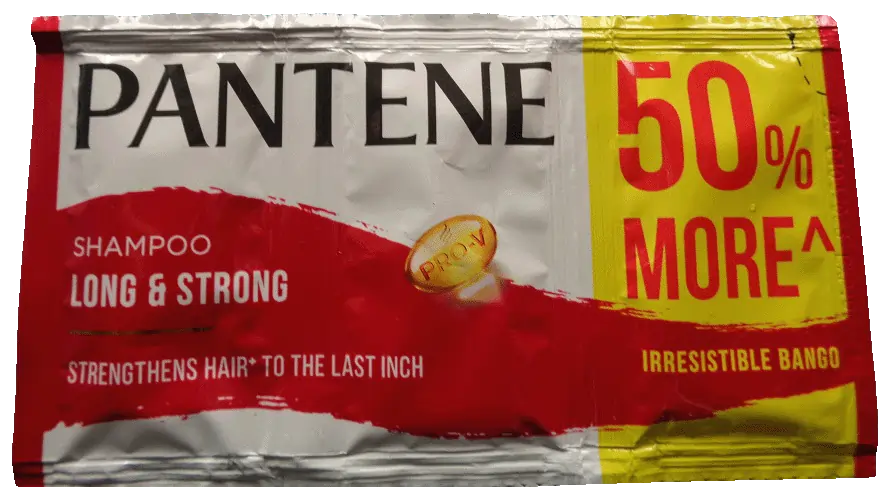 PANTENE
SHAMPOO
LONG & STRONG
STRENGTHENS HAIR⁺ TO THE LAST INCH
PRO-V
50%
MORE^
IRRESISTIBLE BANGO